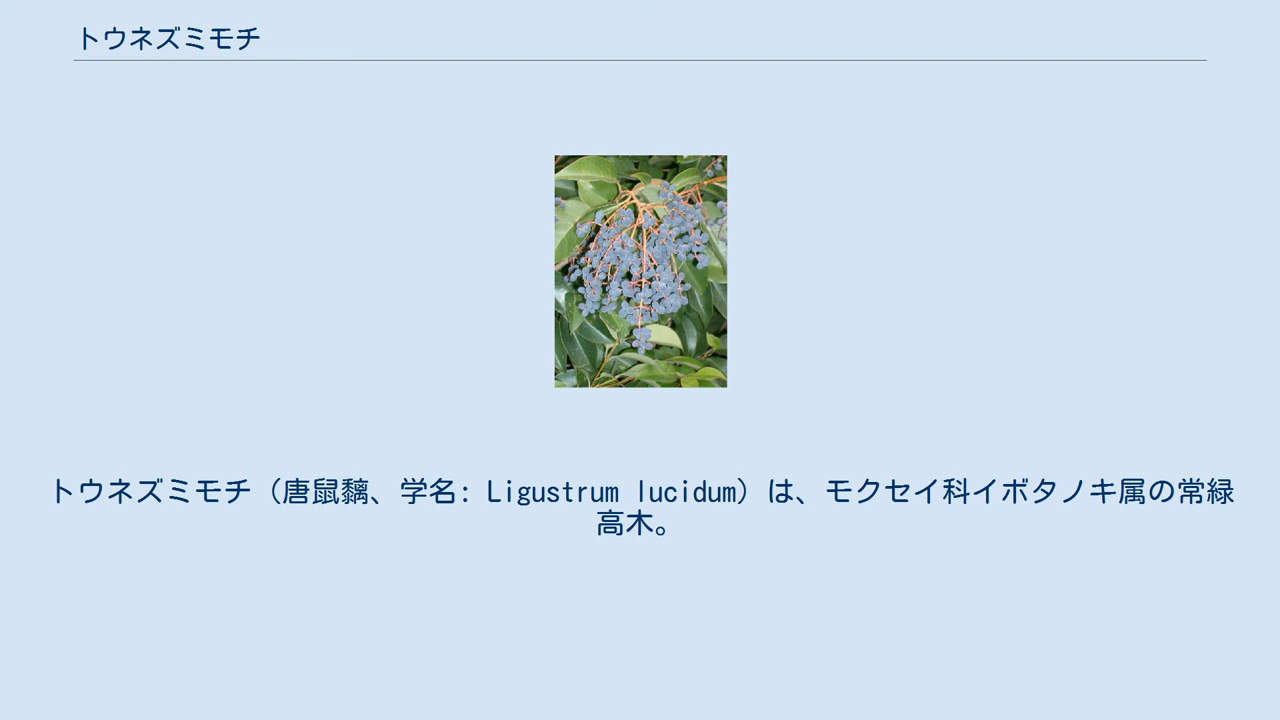 トウネズミモチ
トウネズミモチ（唐鼠黐、学名: Ligustrum lucidum）は、モクセイ科イボタノキ属の常緑
高木。